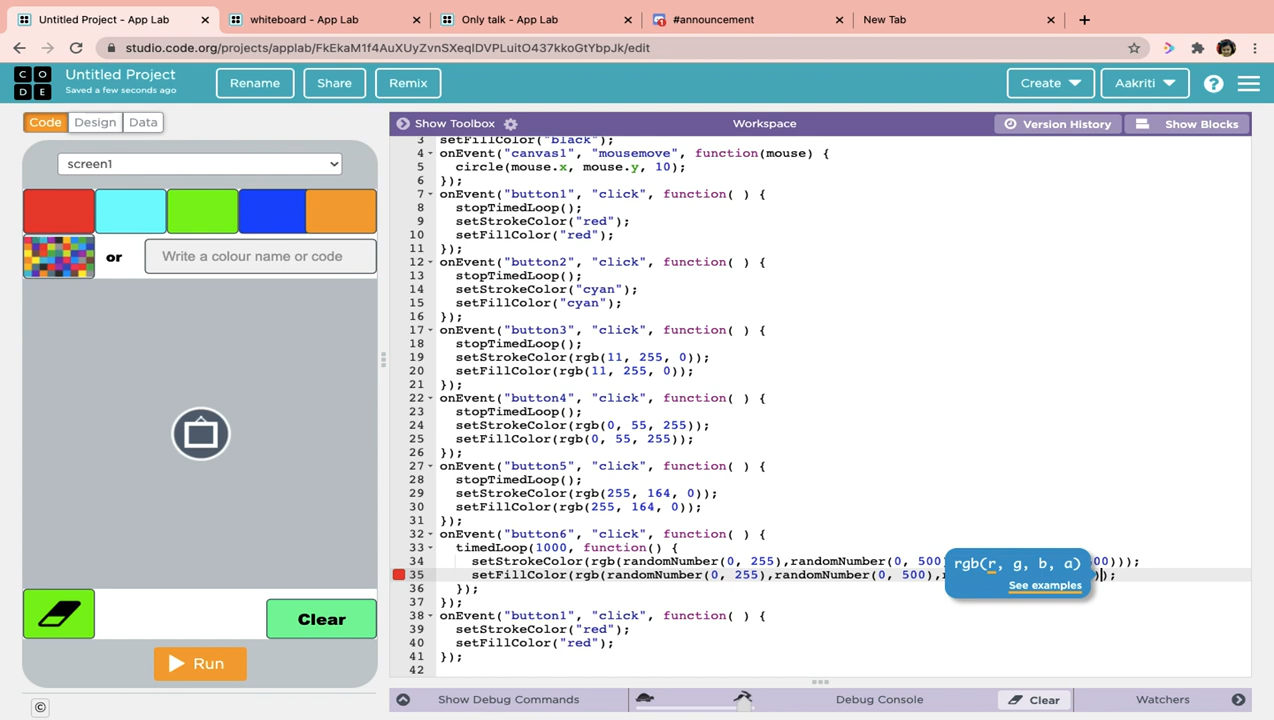 Untitled Project - App Lab
whiteboard - App Lab
Only talk - App Lab
#announcement
New Tab
studio.code.org/projects/applab/FkEkaM1f4AuXUyZvnSXeqlDVPLuitO437kkoGtYbpJk/edit
C O
D E
Untitled Project
Saved a few seconds ago
Rename
Share
Remix
Create
Aakriti
?
Code
Design
Data
Show Toolbox
Workspace
Version History
Show Blocks
screen1
or
Write a colour name or code
Clear
Run
3 setFillColor("black");
4 onEvent("canvas1", "mousemove", function(mouse) {
5 circle(mouse.x, mouse.y, 10);
6 });
7 onEvent("button1", "click", function( ) {
8 stopTimedLoop();
9 setStrokeColor("red");
10 setFillColor("red");
11 });
12 onEvent("button2", "click", function( ) {
13 stopTimedLoop();
14 setStrokeColor("cyan");
15 setFillColor("cyan");
16 });
17 onEvent("button3", "click", function( ) {
18 stopTimedLoop();
19 setStrokeColor(rgb(11, 255, 0));
20 setFillColor(rgb(11, 255, 0));
21 });
22 onEvent("button4", "click", function( ) {
23 stopTimedLoop();
24 setStrokeColor(rgb(0, 55, 255));
25 setFillColor(rgb(0, 55, 255));
26 });
27 onEvent("button5", "click", function( ) {
28 stopTimedLoop();
29 setStrokeColor(rgb(255, 164, 0));
30 setFillColor(rgb(255, 164, 0));
31 });
32 onEvent("button6", "click", function( ) {
33 timedLoop(1000, function() {
34 setStrokeColor(rgb(randomNumber(0, 255),randomNumber(0, 500) 00)));
35 setFillColor(rgb(randomNumber(0, 255),randomNumber(0, 500), );
36 });
37 });
38 onEvent("button1", "click", function( ) {
39 setStrokeColor("red");
40 setFillColor("red");
41 });
42
rgb(r, g, b, a)
See examples
Show Debug Commands
Debug Console
Clear
Watchers
©